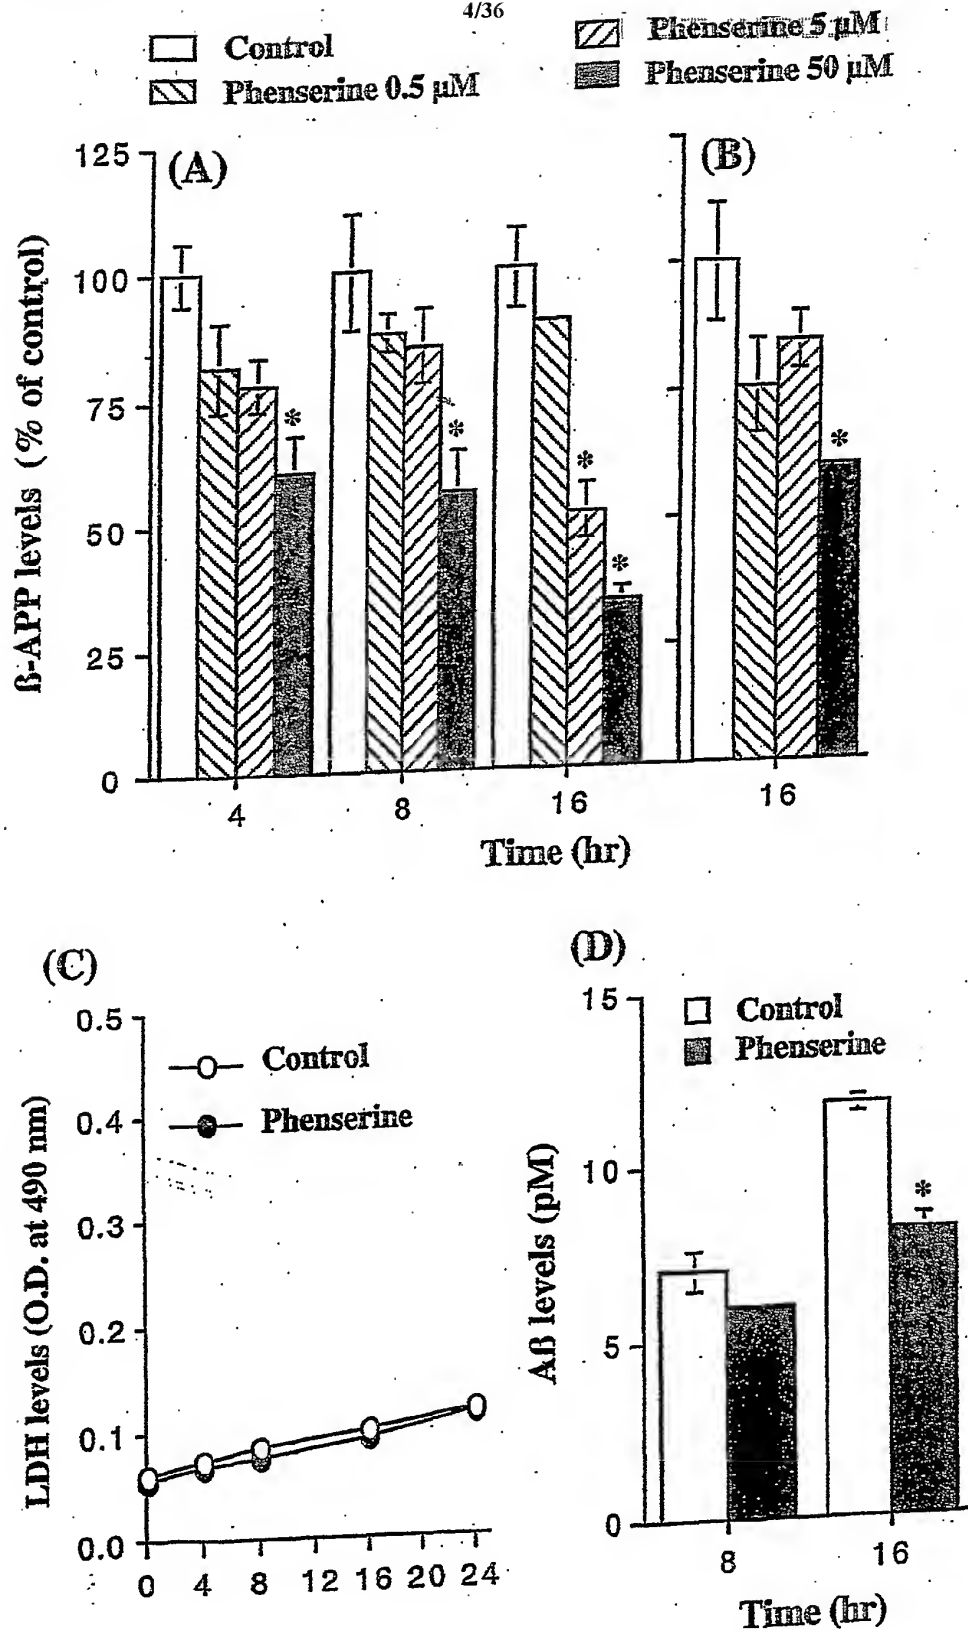 4/36
Control
Phenserine 0.5 µM
Phenserine 5 µM
Phenserine 50 µM
(A)
(B)
ß-APP levels (% of control)
125
100
75
50
25
0
*
*
*
*
*
4
8
16
16
Time (hr)
(C)
LDH levels (O.D. at 490 nm)
0.5
0.4
0.3
0.2
0.1
0.0
Control
Phenserine
0 4 8 12 16 20 24
(D)
Aß levels (pM)
15
10
5
0
Control
Phenserine
*
8
16
Time (hr)